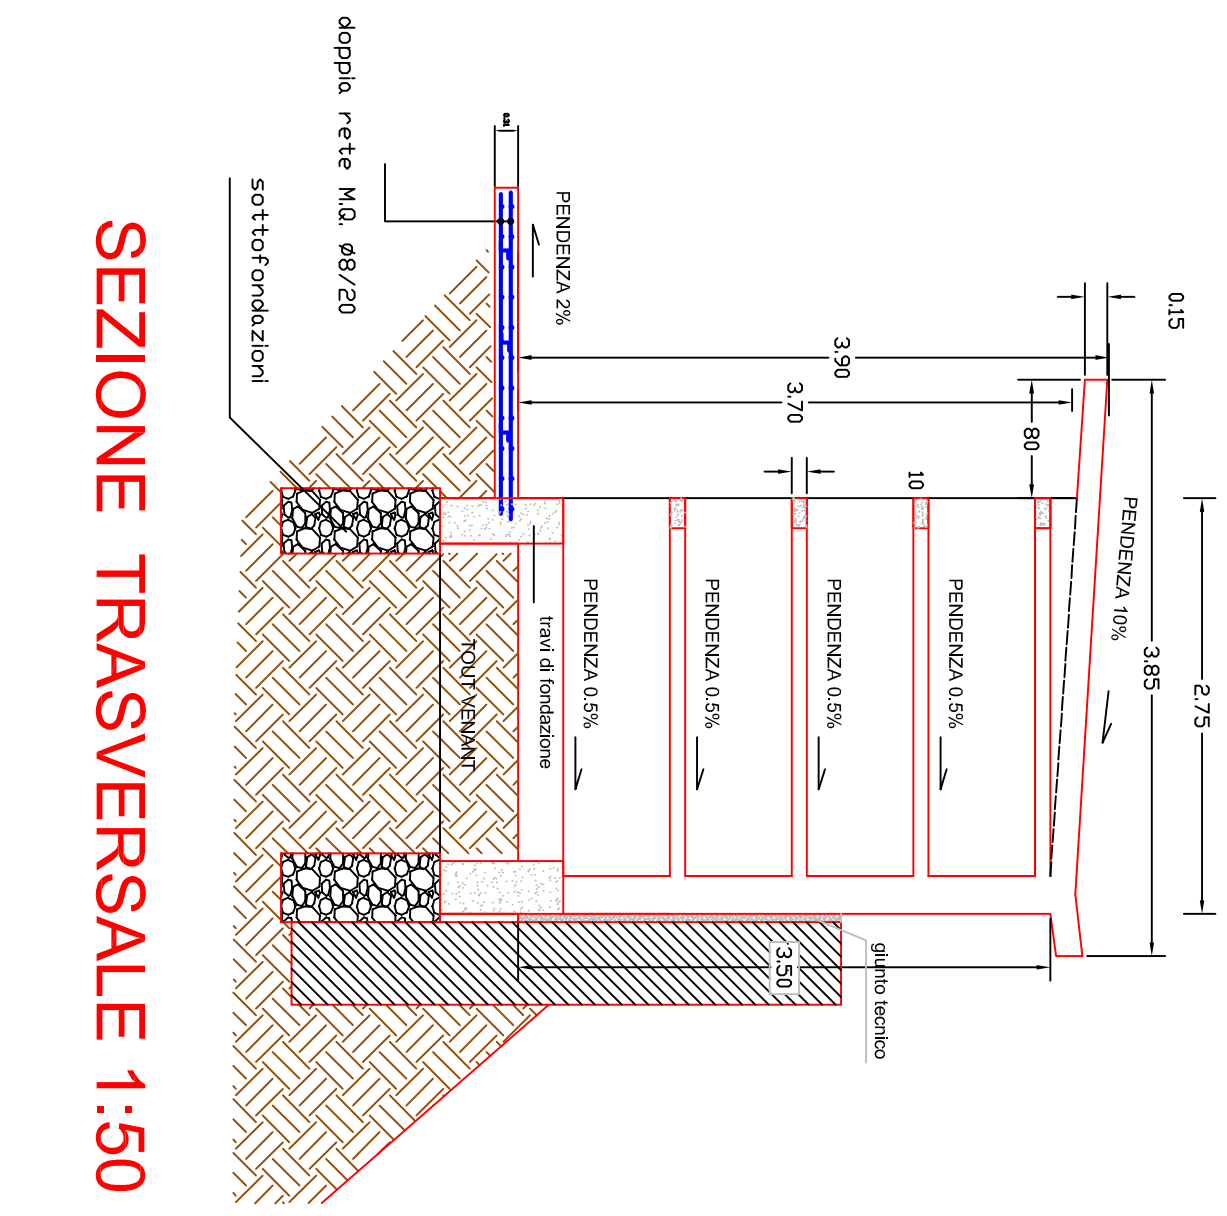 0.15
2.75
3.85
PENDENZA 10%
80
3.90
3.70
10
PENDENZA 0.5%
PENDENZA 0.5%
PENDENZA 0.5%
PENDENZA 0.5%
3.50
giunto tecnico
PENDENZA 2%
travi di fondazione
TOUT VENANT
doppia rete M.Q. Ø8/20
sottofondazioni
SEZIONE TRASVERSALE 1:50